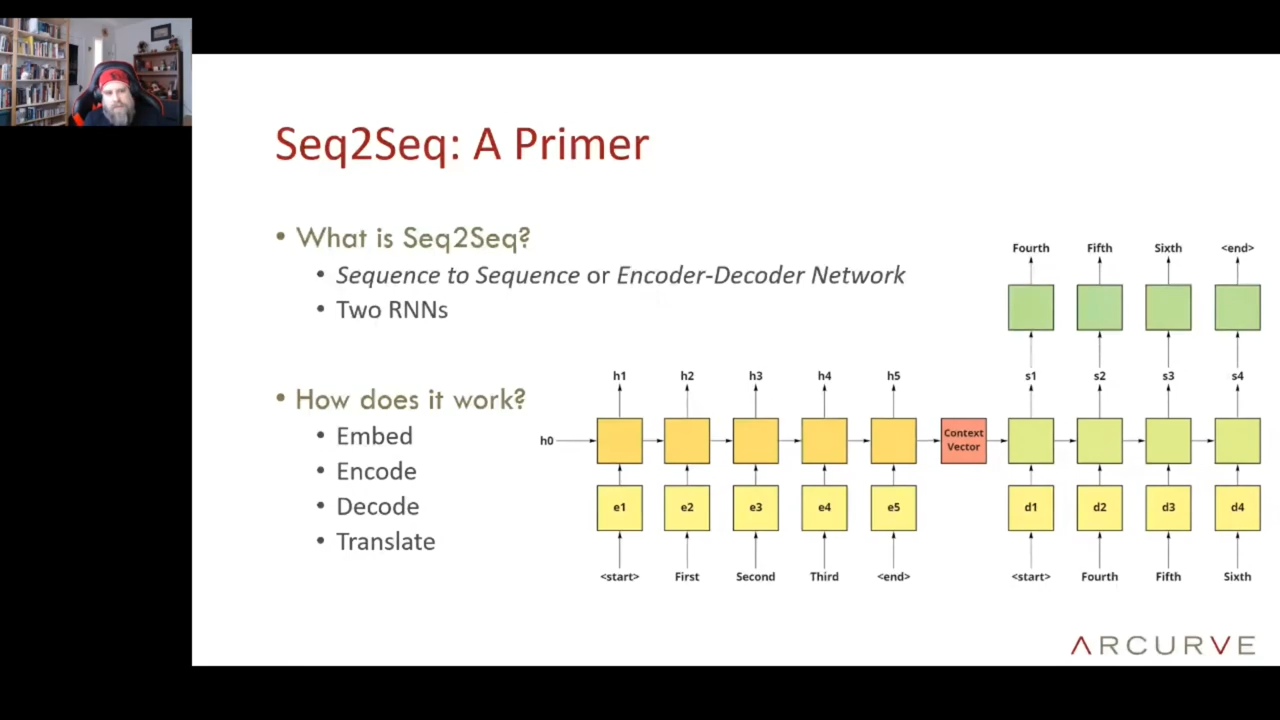 Seq2Seq: A Primer
• What is Seq2Seq?
• Sequence to Sequence or Encoder-Decoder Network
• Two RNNs
• How does it work?
• Embed
• Encode
• Decode
• Translate
Fourth Fifth Sixth <end>
h1 h2 h3 h4 h5 s1 s2 s3 s4
h0
Context
Vector
e1 e2 e3 e4 e5 d1 d2 d3 d4
<start> First Second Third <end> <start> Fourth Fifth Sixth
ARCURVE